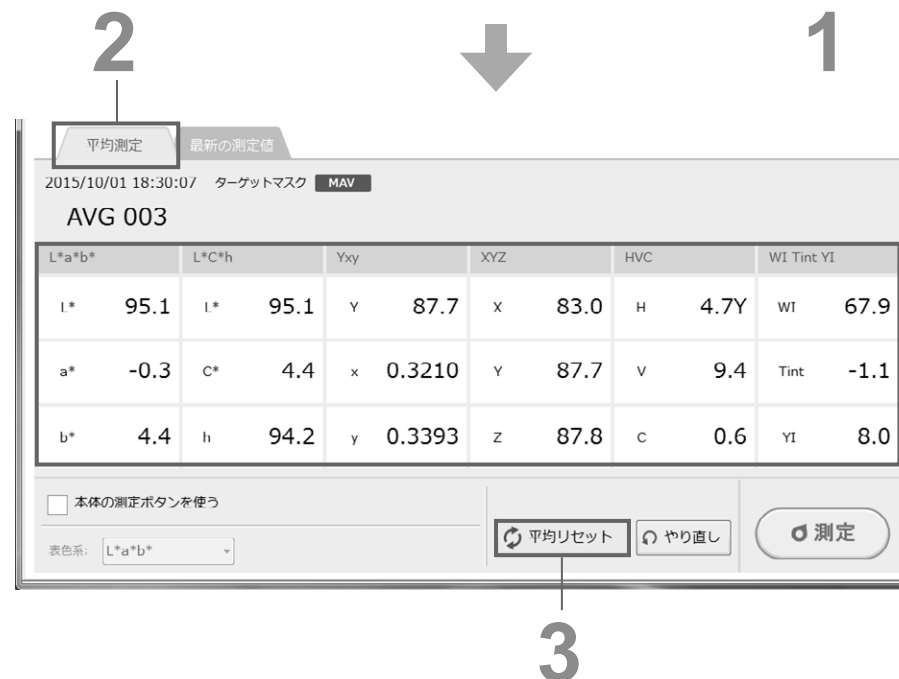 2
1
平均測定 最新の測定値
2015/10/01 18:30:07 ターゲットマスク MAV
AVG 003
L*a*b* L*C*h Yxy XYZ HVC WI Tint YI
L* 95.1 L* 95.1 Y 87.7 X 83.0 H 4.7Y WI 67.9
a* -0.3 C* 4.4 x 0.3210 Y 87.7 V 9.4 Tint -1.1
b* 4.4 h 94.2 y 0.3393 Z 87.8 C 0.6 YI 8.0
本体の測定ボタンを使う
表色系: L*a*b* 平均リセット やり直し 測定
3